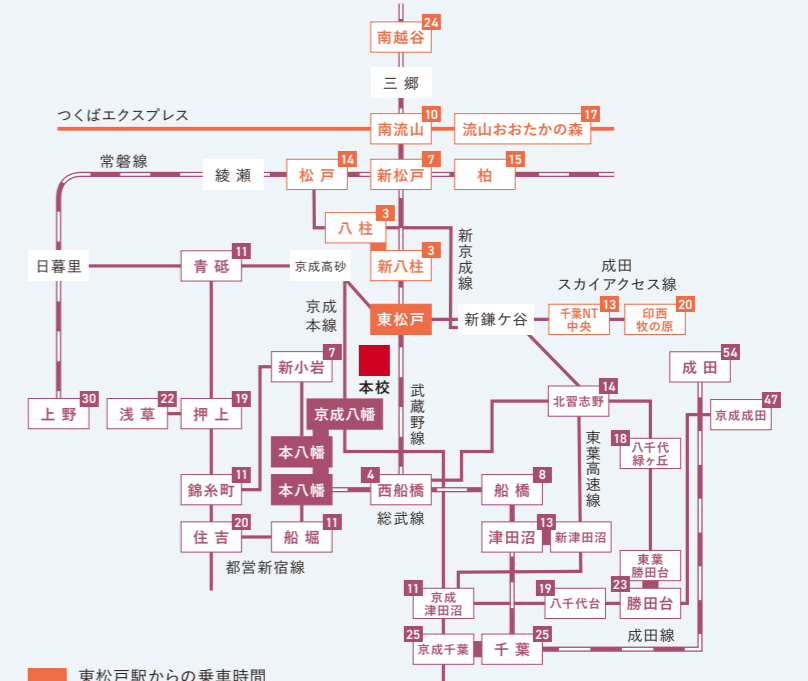 24
南越谷
三郷
つくばエクスプレス
10
南流山
17
流山おおたかの森
常磐線
綾瀬
14
松戸
7
新松戸
15
柏
3
八柱
新京成線
3
新八柱
日暮里
11
青砥
京成高砂
成田
スカイアクセス線
京成
本線
東松戸
新鎌ケ谷
13
千葉NT
中央
20
印西
牧の原
7
新小岩
本校
武蔵野線
54
成田
30
上野
22
浅草
19
押上
京成八幡
14
北習志野
47
京成成田
本八幡
東葉高速線
18
八千代
緑ヶ丘
11
錦糸町
本八幡
4
西船橋
8
船橋
総武線
20
住吉
11
船堀
都営新宿線
津田沼
13
新津田沼
東葉
勝田台
11
京成
津田沼
19
八千代台
23
勝田台
25
京成千葉
25
千葉
成田線
東松戸駅からの乗車時間